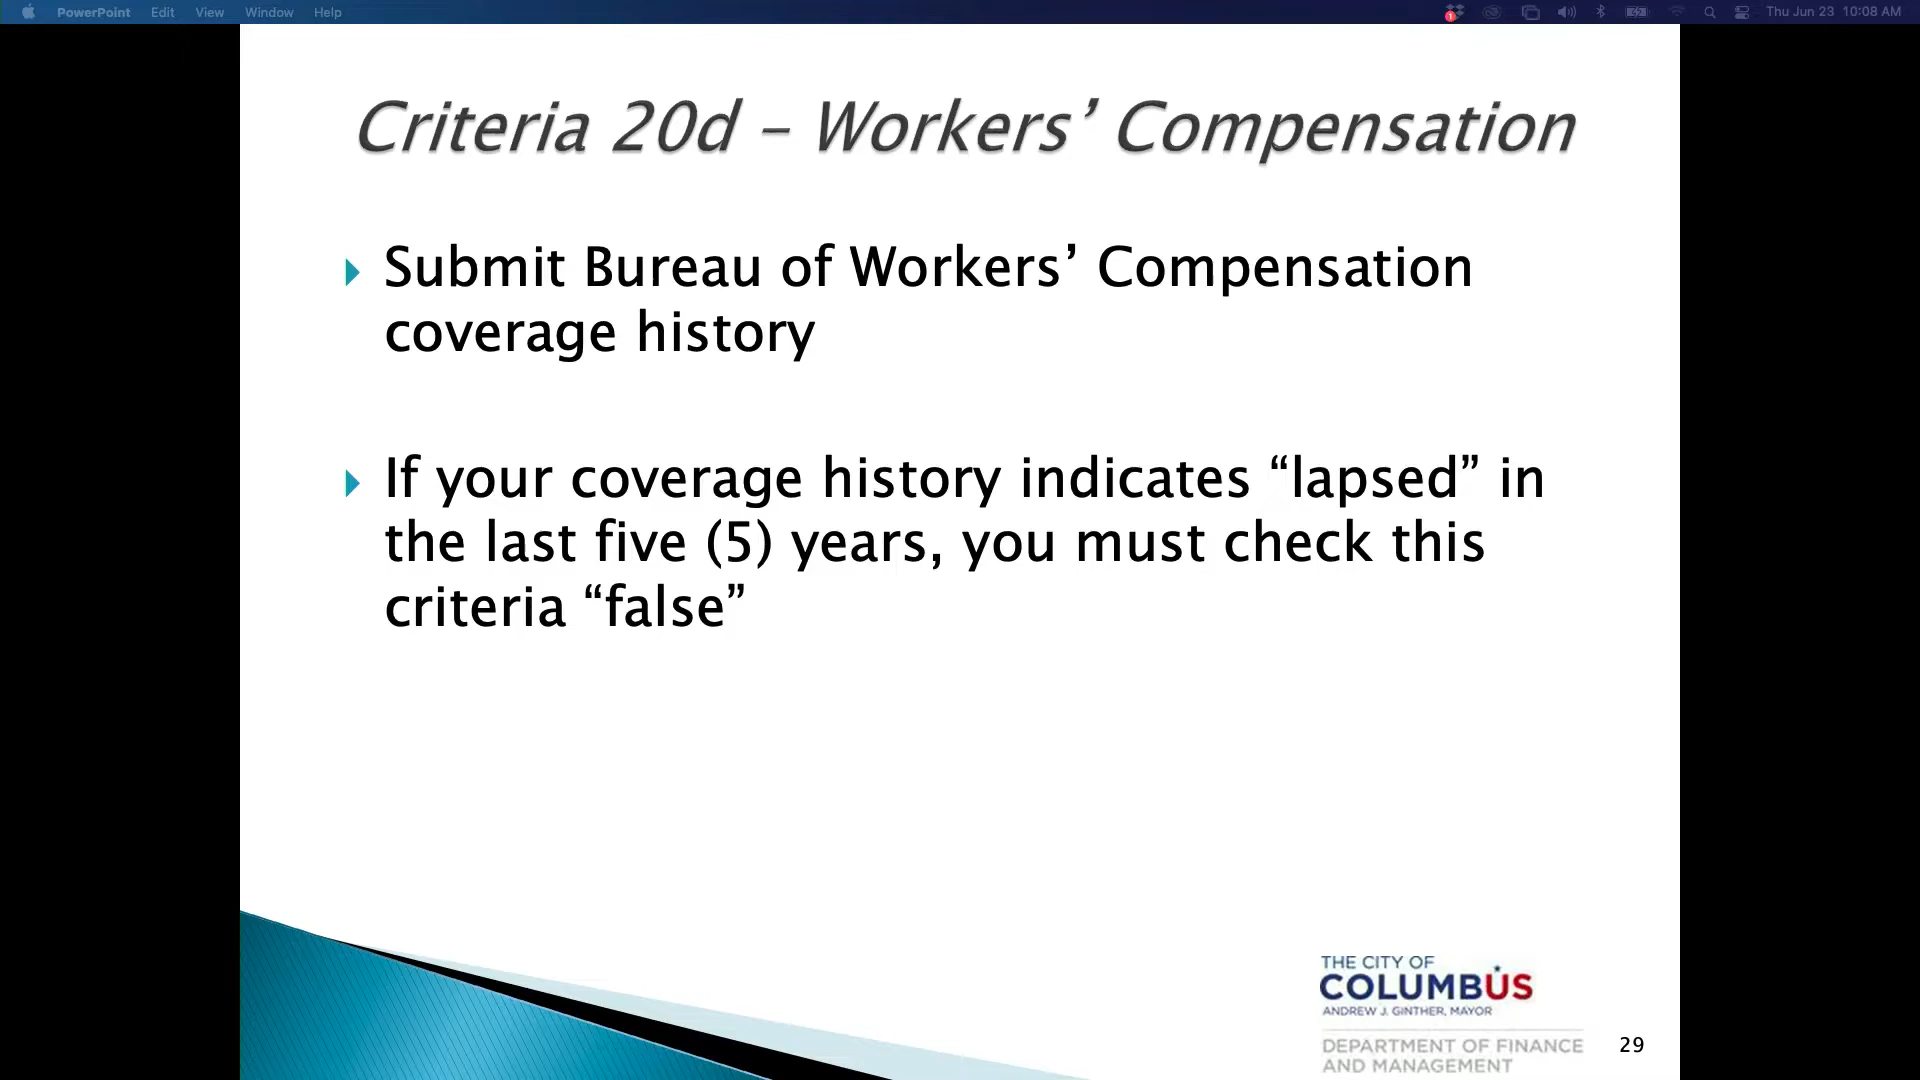 PowerPoint Edit View Window Help
1
Thu Jun 23 10:08 AM
Criteria 20d – Workers’ Compensation
Submit Bureau of Workers’ Compensation
coverage history
If your coverage history indicates “lapsed” in
the last five (5) years, you must check this
criteria “false”
THE CITY OF
COLUMBUS
ANDREW J. GINTHER, MAYOR
DEPARTMENT OF FINANCE
AND MANAGEMENT
29